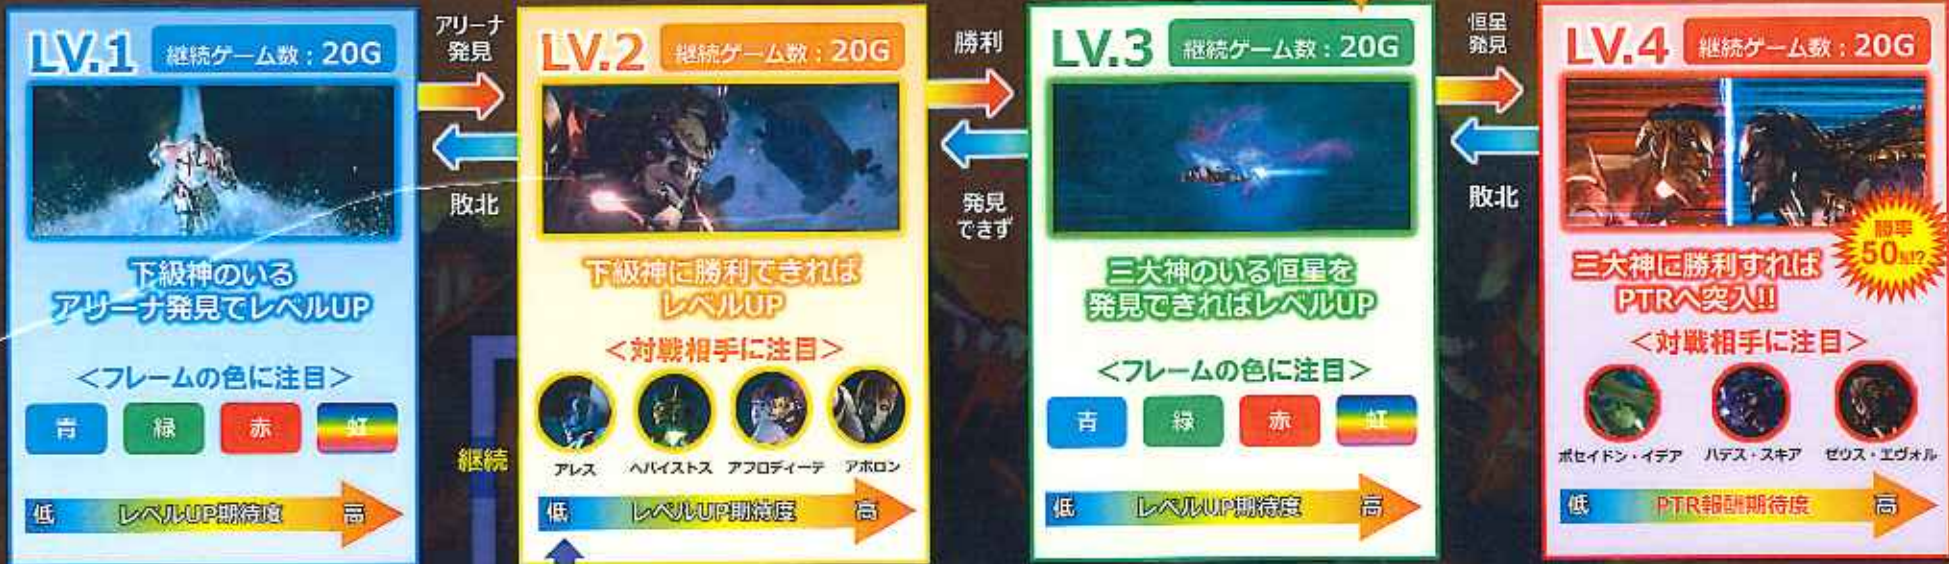 LV.1
継続ゲーム数：20G
下級神のいる
アリーナ発見でレベルUP
＜フレームの色に注目＞
青
緑
赤
虹
低
レベルUP期待度
高
アリーナ
発見
敗北
継続
LV.2
継続ゲーム数：20G
下級神に勝利できれば
レベルUP
＜対戦相手に注目＞
アレス
ヘパイストス
アフロディーテ
アポロン
低
レベルUP期待度
高
勝利
発見
できず
LV.3
継続ゲーム数：20G
三大神のいる恒星を
発見できればレベルUP
＜フレームの色に注目＞
青
緑
赤
虹
低
レベルUP期待度
高
恒星
発見
敗北
LV.4
継続ゲーム数：20G
勝率
50%!?
三大神に勝利すれば
PTRへ突入!!
＜対戦相手に注目＞
ポセイドン・イデア
ハデス・スキア
ゼウス・エヴォル
低
PTR報酬期待度
高